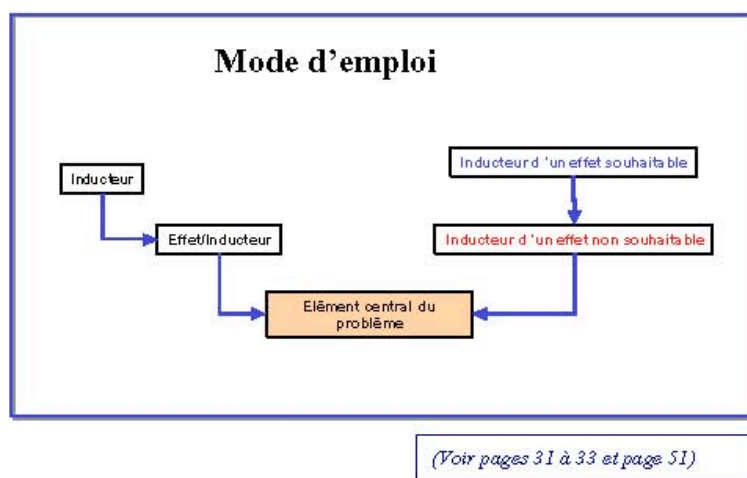 Mode d'emploi
Inducteur d'un effet souhaitable
Inducteur
Effet/Inducteur
Inducteur d'un effet non souhaitable
Elément central du
problème
(Voir pages 31 à 33 et page 51)